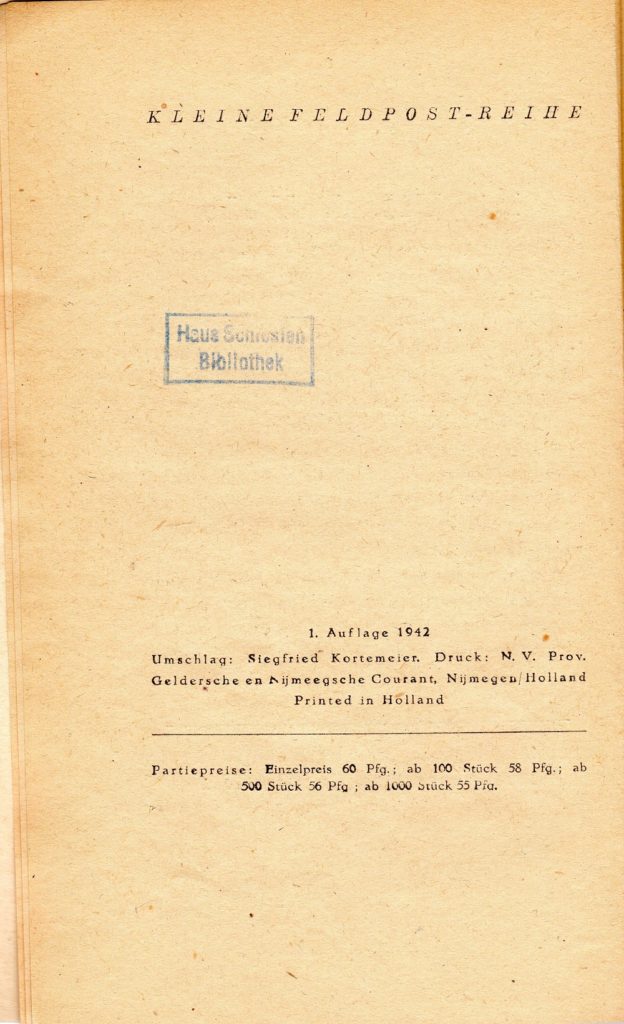 KLEINE FELDPOST-REIHE
Haus Schlesien
Bibliothek
1. Auflage 1942
Umschlag: Siegfried Kortemeier. Druck: N. V. Prov.
Geldersche en Nijmeegsche Courant, Nijmegen/Holland
Printed in Holland
Partiepreise: Einzelpreis 60 Pfg.; ab 100 Stück 58 Pfg.; ab
500 Stück 56 Pfg ; ab 1000 Stück 55 Pfg.